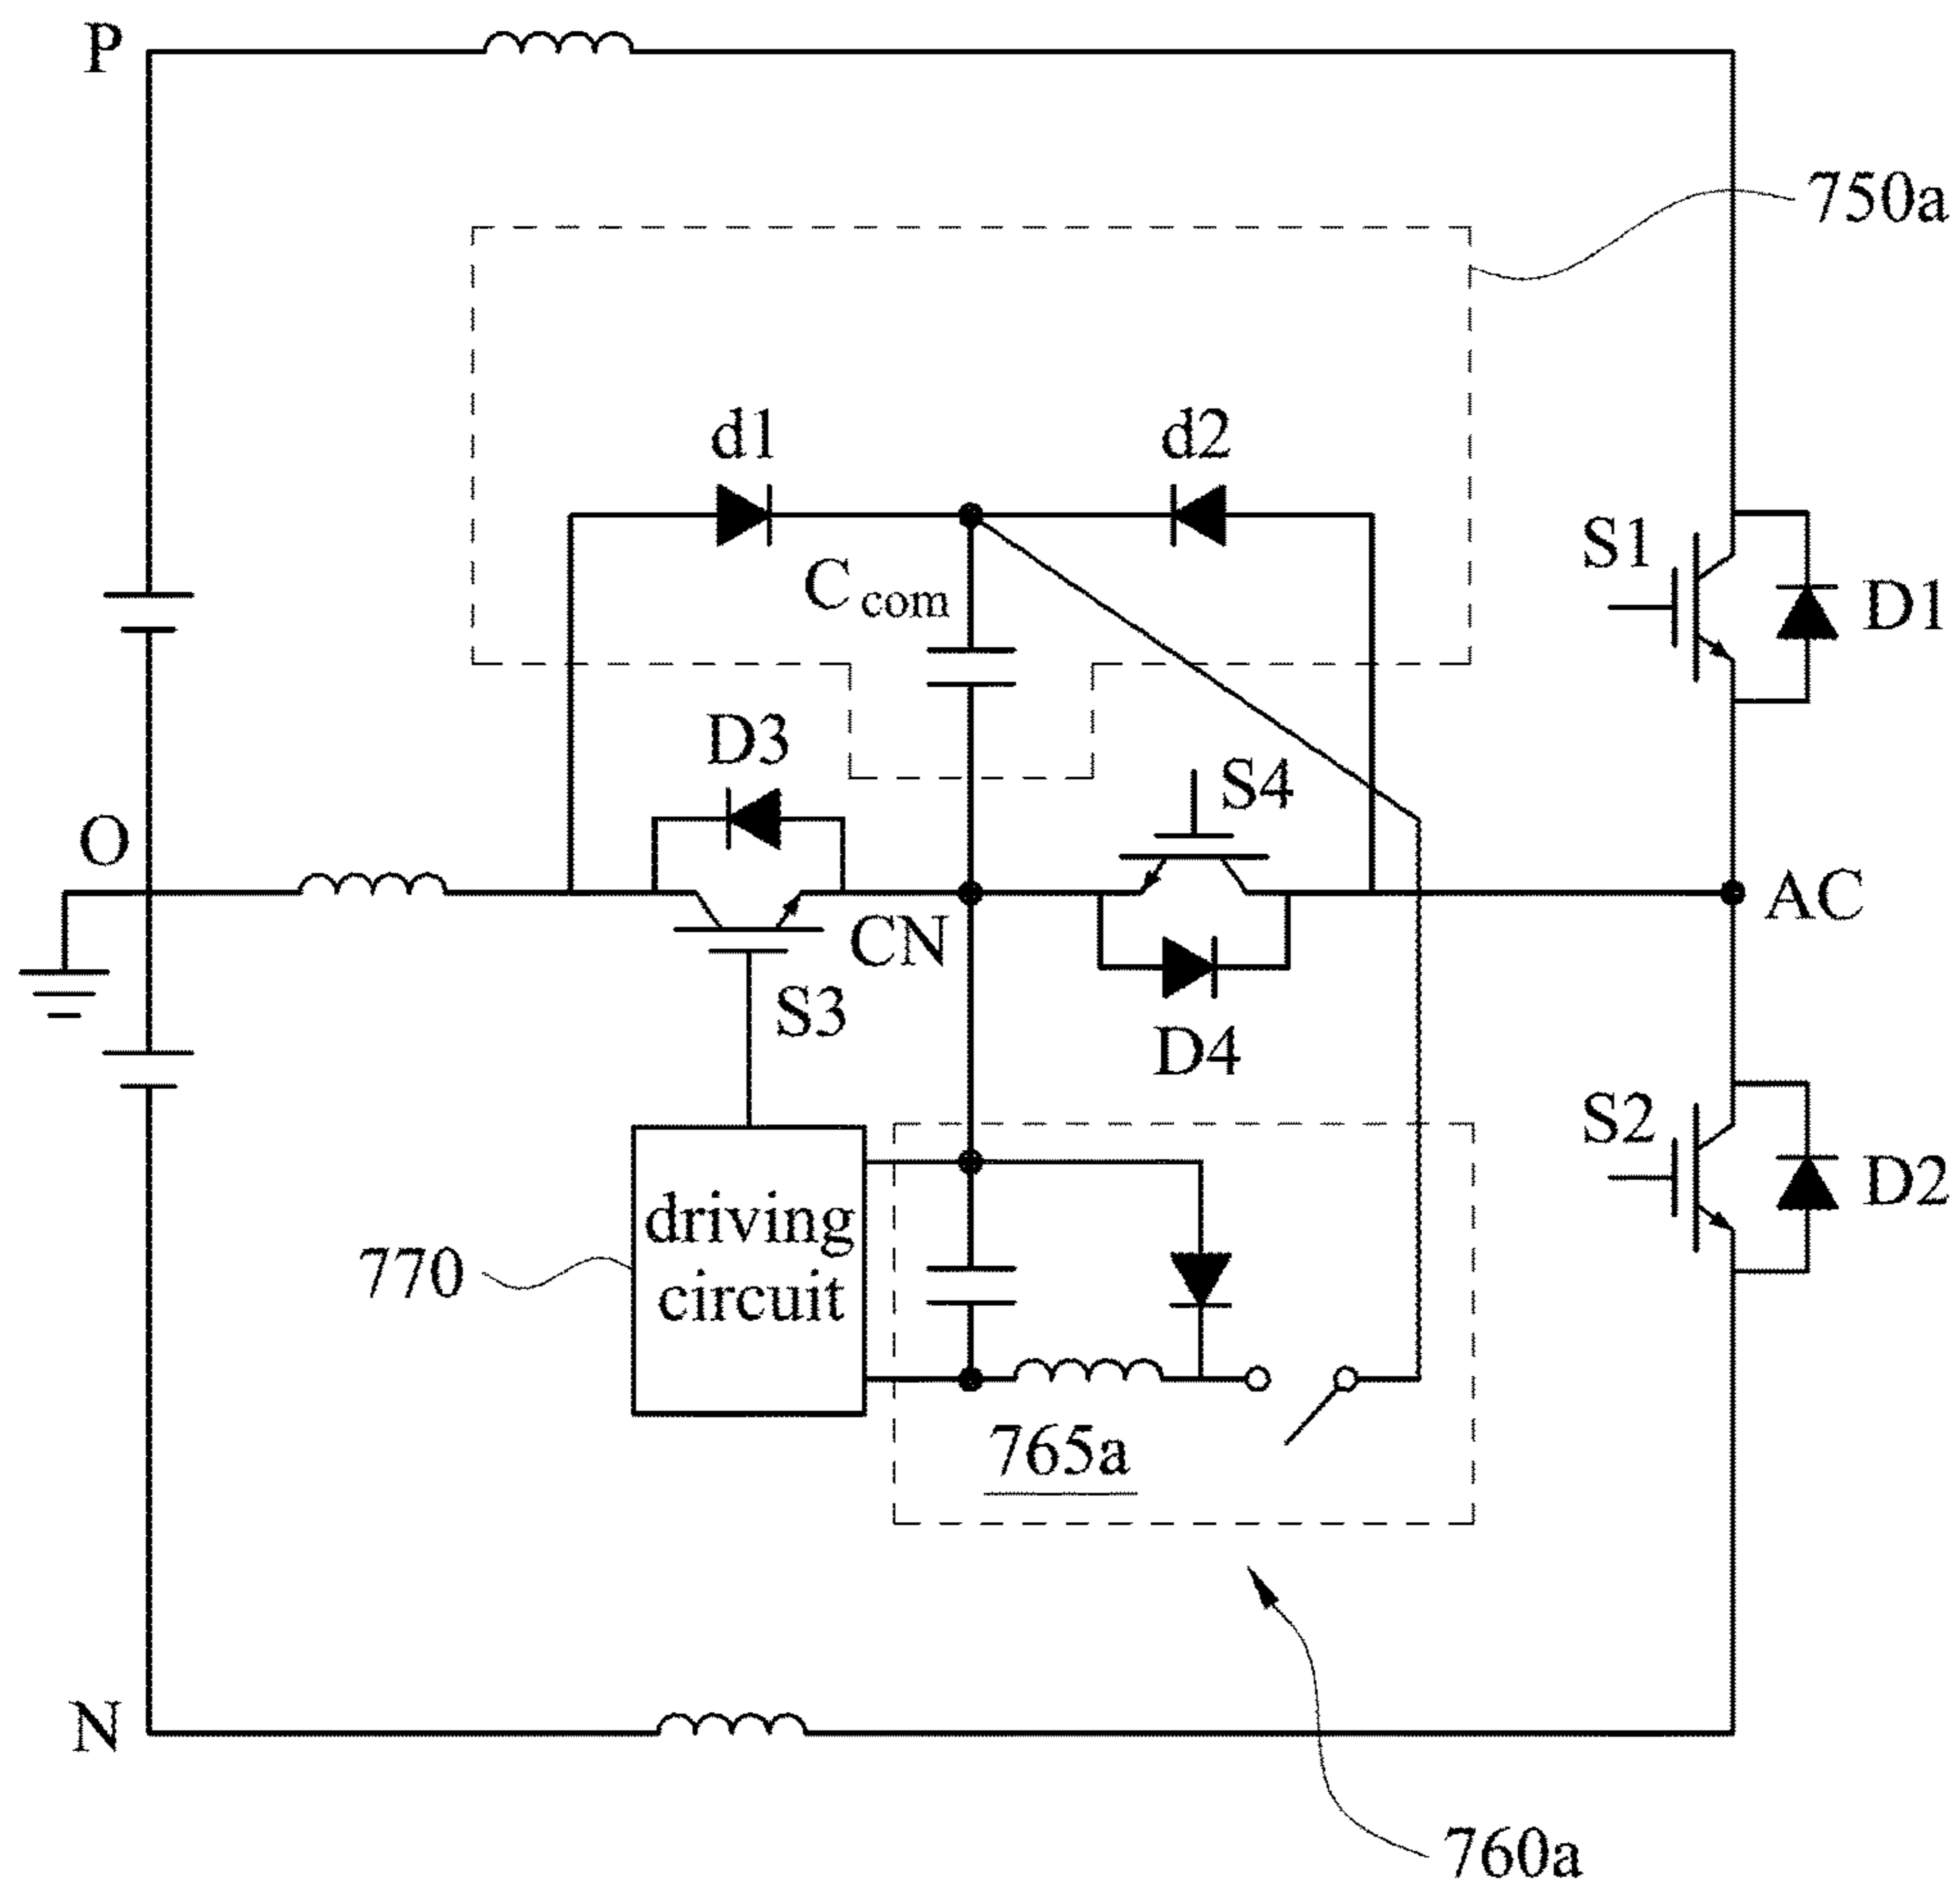 P
750a
d1
d2
S1
C com
D1
D3
S4
O
AC
CN
S3
D4
S2
driving
circuit
D2
770
765a
N
760a